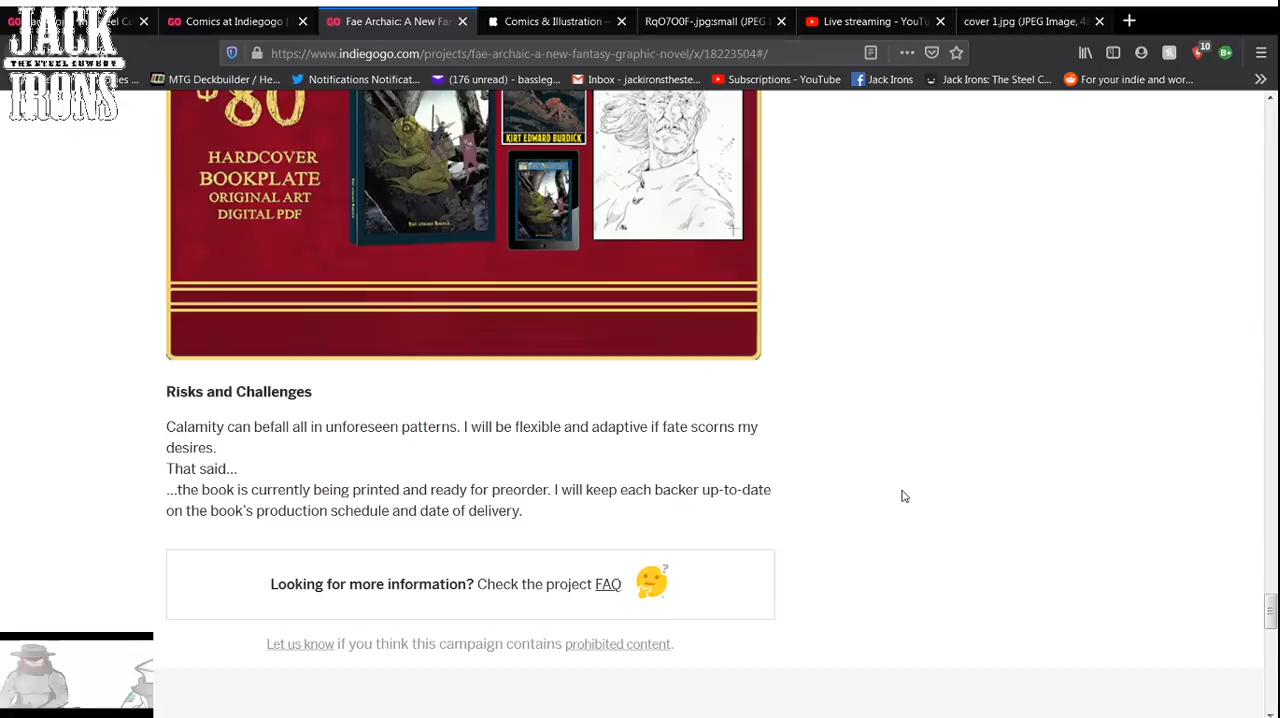 JACK
THE STEEL COWBOY
IRONS
Comics at Indiegogo
Fae Archaic: A New Fan
Comics & Illustration —
RqO7O0F-.jpg:small (JPEG I
Live streaming - YouTu
cover 1.jpg (JPEG Image, 48
https://www.indiegogo.com/projects/fae-archaic-a-new-fantasy-graphic-novel/x/18223504#/
10
MTG Deckbuilder / He...
Notifications Notificat...
(176 unread) - bassleg...
Inbox - jackironstheste...
Subscriptions - YouTube
Jack Irons
Jack Irons: The Steel C...
For your indie and wor...
$80
HARDCOVER
BOOKPLATE
ORIGINAL ART
DIGITAL PDF
KIRT EDWARD BURDICK
Risks and Challenges
Calamity can befall all in unforeseen patterns. I will be flexible and adaptive if fate scorns my
desires.
That said...
...the book is currently being printed and ready for preorder. I will keep each backer up-to-date
on the book's production schedule and date of delivery.
Looking for more information? Check the project FAQ
Let us know if you think this campaign contains prohibited content.